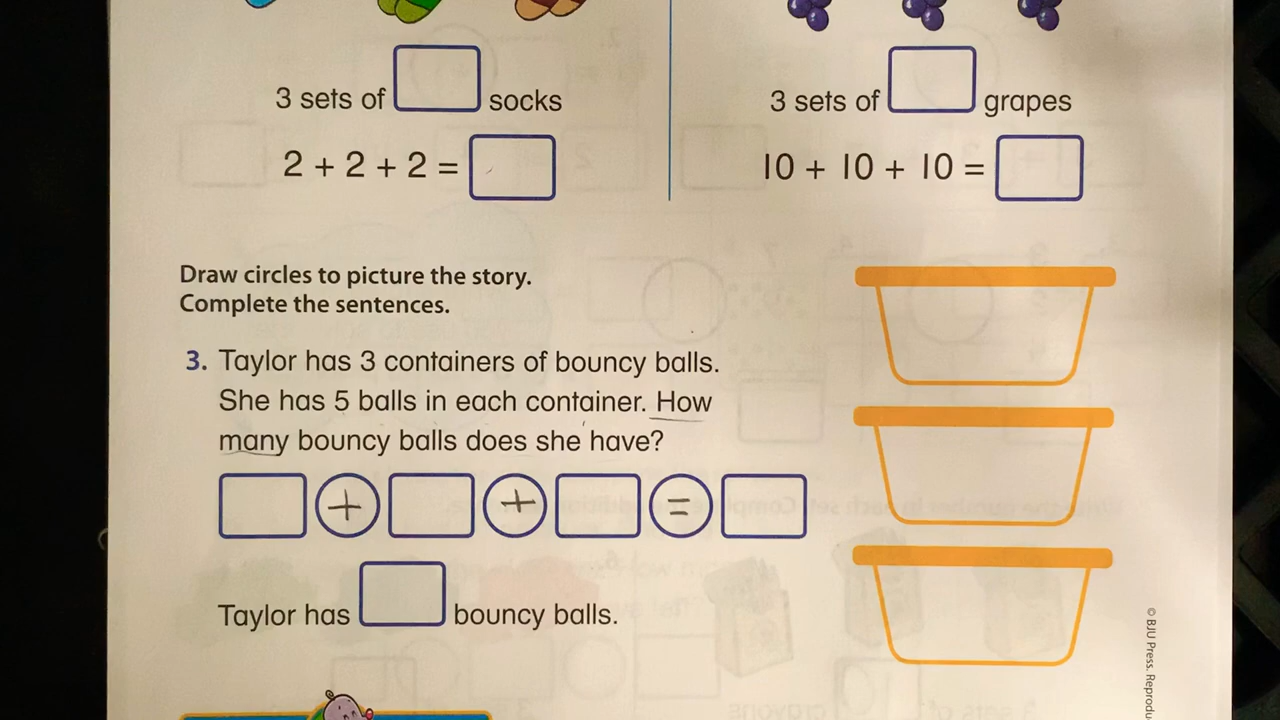 3 sets of socks
2 + 2 + 2 =
3 sets of grapes
10 + 10 + 10 =
Draw circles to picture the story.
Complete the sentences.
3. Taylor has 3 containers of bouncy balls.
She has 5 balls in each container. How
many bouncy balls does she have?
+ + =
Taylor has bouncy balls.
© BJU Press.